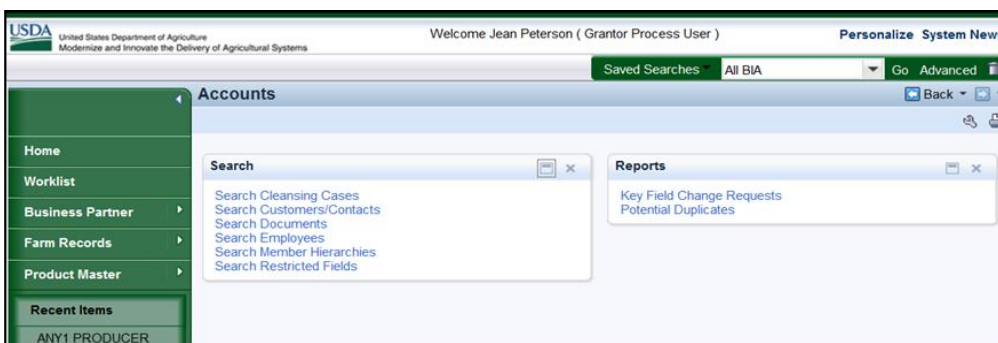 USDA United States Department of Agriculture
Modernize and Innovate the Delivery of Agricultural Systems
Welcome Jean Peterson ( Grantor Process User )
Personalize System New
Saved Searches All BIA Go Advanced
Accounts
Back
Home
Worklist
Business Partner
Farm Records
Product Master
Recent Items
ANY1 PRODUCER
Search
Search Cleansing Cases
Search Customers/Contacts
Search Documents
Search Employees
Search Member Hierarchies
Search Restricted Fields
Reports
Key Field Change Requests
Potential Duplicates